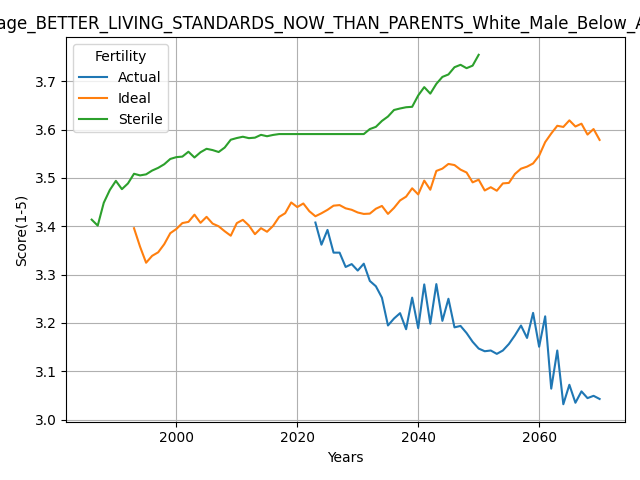 age_BETTER_LIVING_STANDARDS_NOW_THAN_PARENTS_White_Male_Below_A
Fertility
Actual
Ideal
Sterile
Score(1-5)
3.7
3.6
3.5
3.4
3.3
3.2
3.1
3.0
2000 2020 2040 2060
Years